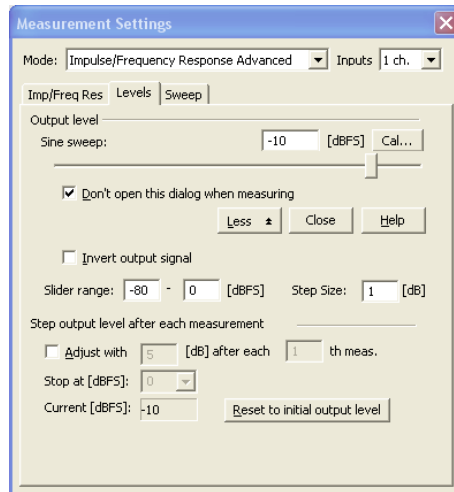 Measurement Settings
Mode: Impulse/Frequency Response Advanced Inputs 1 ch.
Imp/Freq Res Levels Sweep
Output level
Sine sweep: -10 [dBFS] Cal...
Don't open this dialog when measuring
Less Close Help
Invert output signal
Slider range: -80 - 0 [dBFS] Step Size: 1 [dB]
Step output level after each measurement
Adjust with 5 [dB] after each 1 th meas.
Stop at [dBFS]: 0
Current [dBFS]: -10 Reset to initial output level